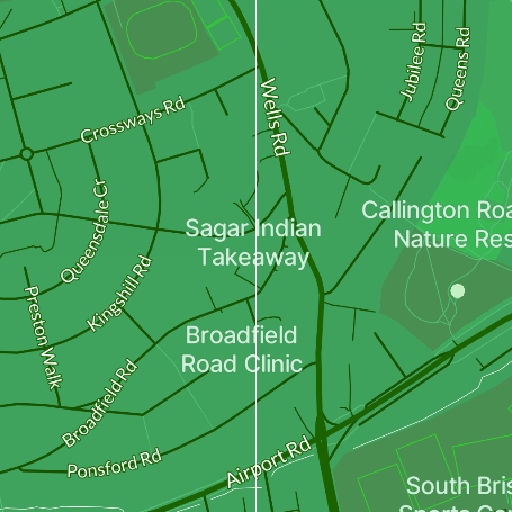 Jubilee Rd
Queens Rd
Crossways Rd
Wells Rd
Queensdale Cr
Callington Roa
Nature Res
Sagar Indian
Takeaway
Kingshill Rd
Preston Walk
Broadfield
Road Clinic
Broadfield Rd
Ponsford Rd
Airport Rd
South Bris
Sports Cen